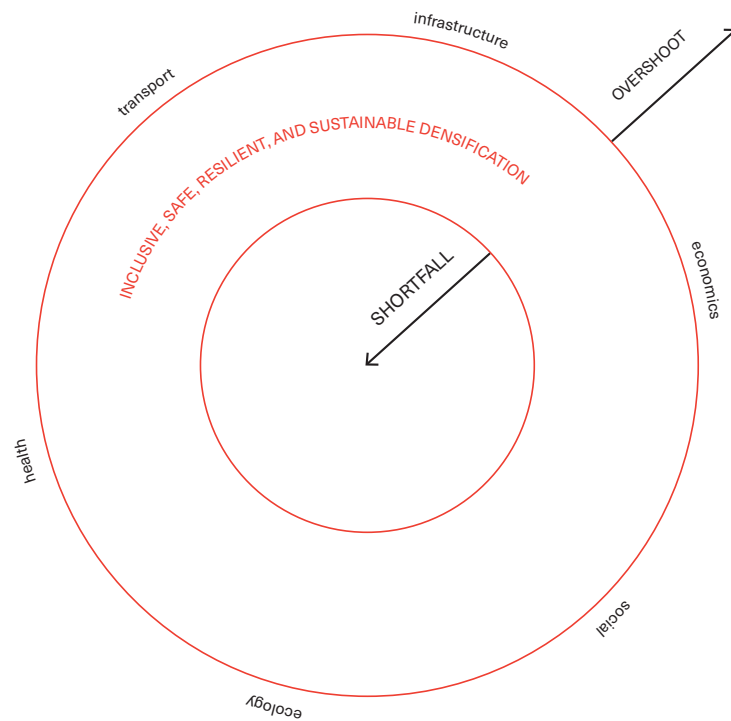 infrastructure
OVERSHOOT
transport
INCLUSIVE, SAFE, RESILIENT, AND SUSTAINABLE DENSIFICATION
SHORTFALL
economics
health
social
ecology